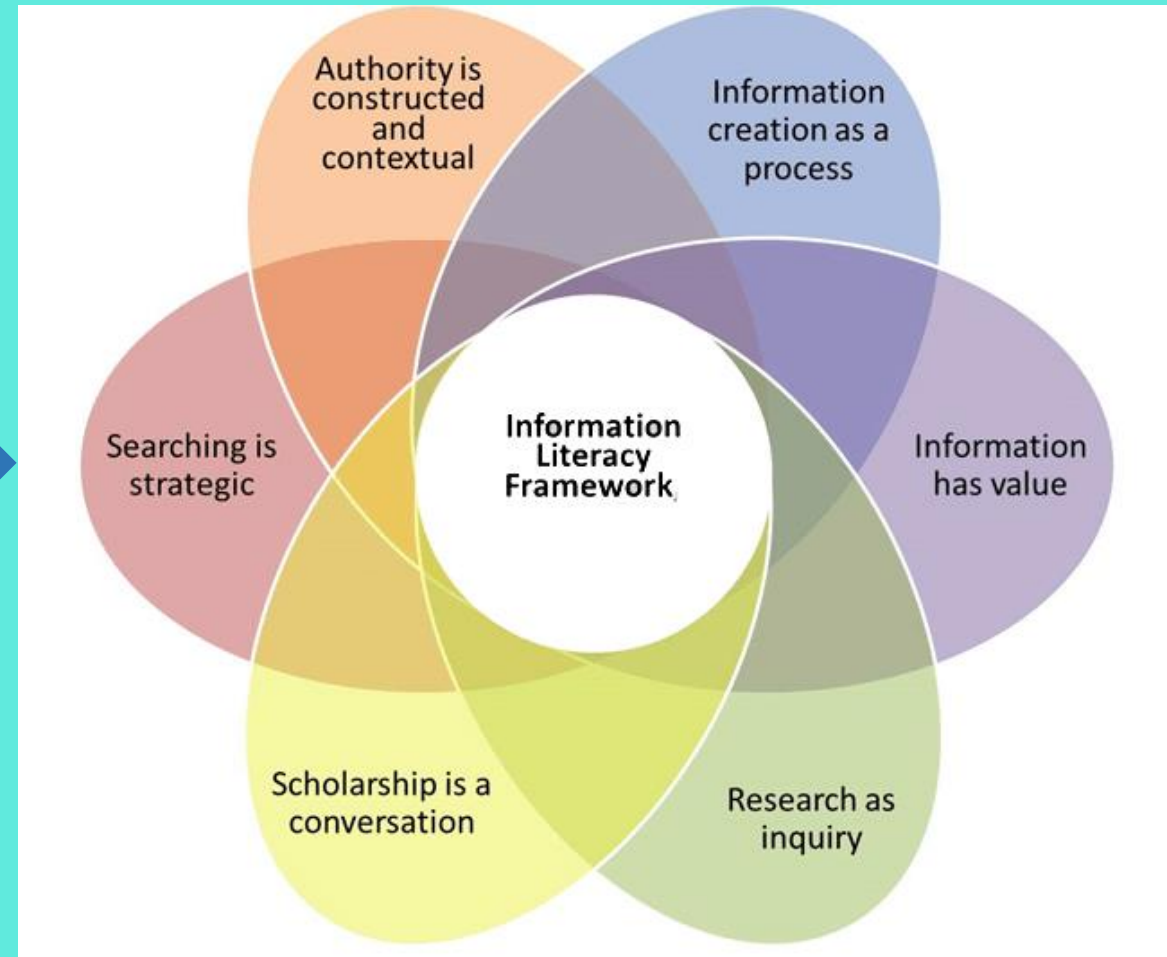 Authority is
constructed
and
contextual
Information
creation as a
process
Searching is
strategic
Information
Literacy
Framework
Information
has value
Scholarship is a
conversation
Research as
inquiry